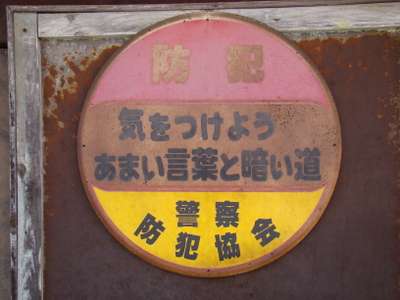 防犯
気をつけよう
あまい言葉と暗い道
警察
防犯協会